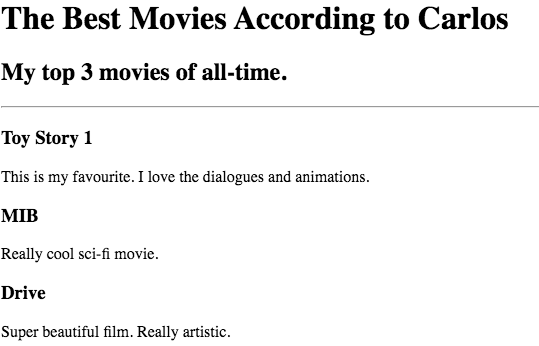 The Best Movies According to Carlos
My top 3 movies of all-time.
Toy Story 1
This is my favourite. I love the dialogues and animations.
MIB
Really cool sci-fi movie.
Drive
Super beautiful film. Really artistic.